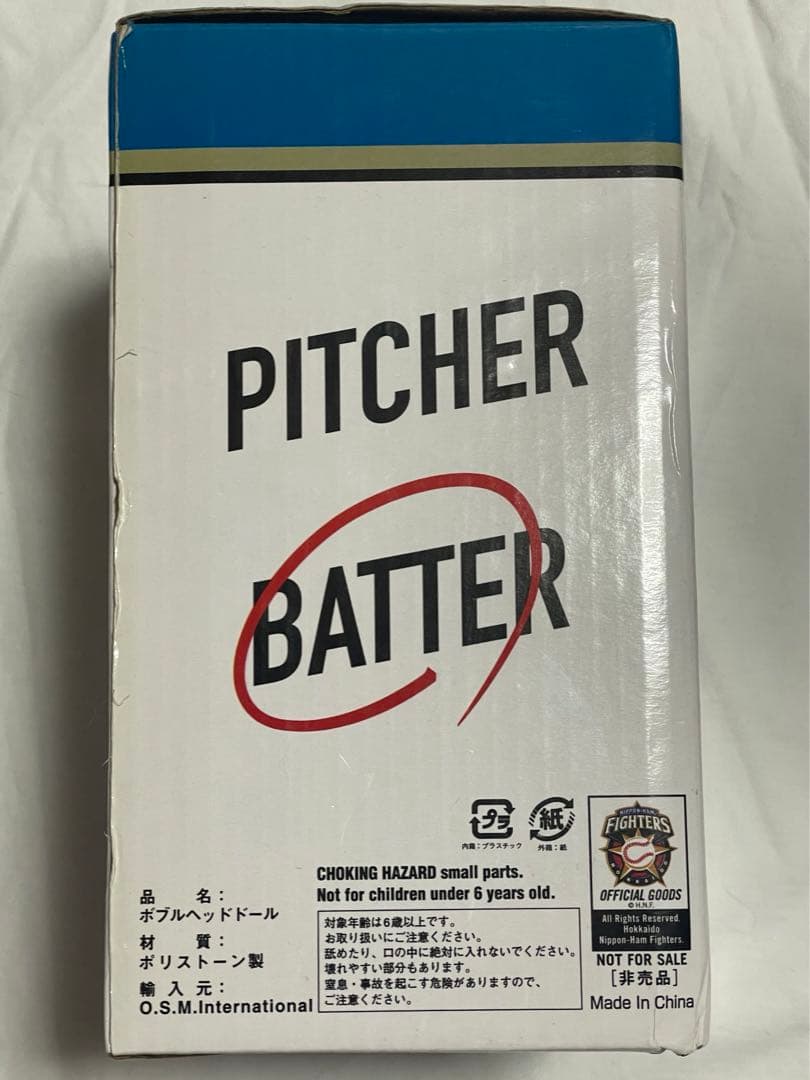 PITCHER
BATTER
プラ
内箱：プラスチック
紙
外箱：紙
FIGHTERS
OFFICIAL GOODS
© H.N.F.
All Rights Reserved.
Hokkaido
Nippon-Ham Fighters.
NOT FOR SALE
［非売品］
Made In China
CHOKING HAZARD small parts.
Not for children under 6 years old.
対象年齢は6歳以上です。
お取り扱いにご注意ください。
舐めたり、口の中に絶対に入れないでください。
壊れやすい部分もあります。
窒息・事故を起こす危険がありますので、
ご注意ください。
品　名：
ボブルヘッドドール
材　質：
ポリストーン製
輸 入 元：
O.S.M.International